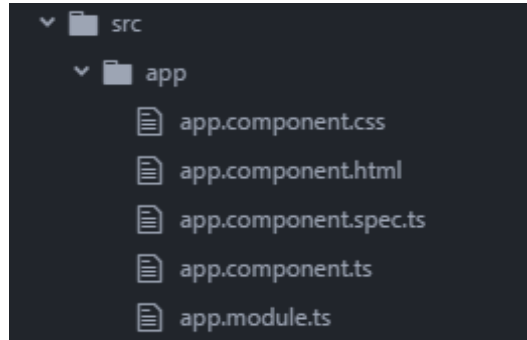 src
app
app.component.css
app.component.html
app.component.spec.ts
app.component.ts
app.module.ts